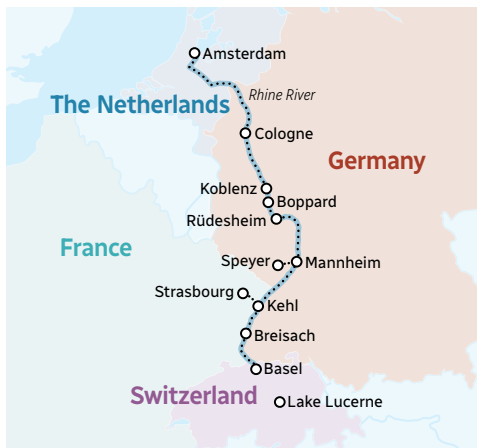 Amsterdam
The Netherlands
Rhine River
Cologne
Germany
Koblenz
Boppard
Rüdesheim
France
Speyer
Mannheim
Strasbourg
Kehl
Breisach
Basel
Switzerland
Lake Lucerne